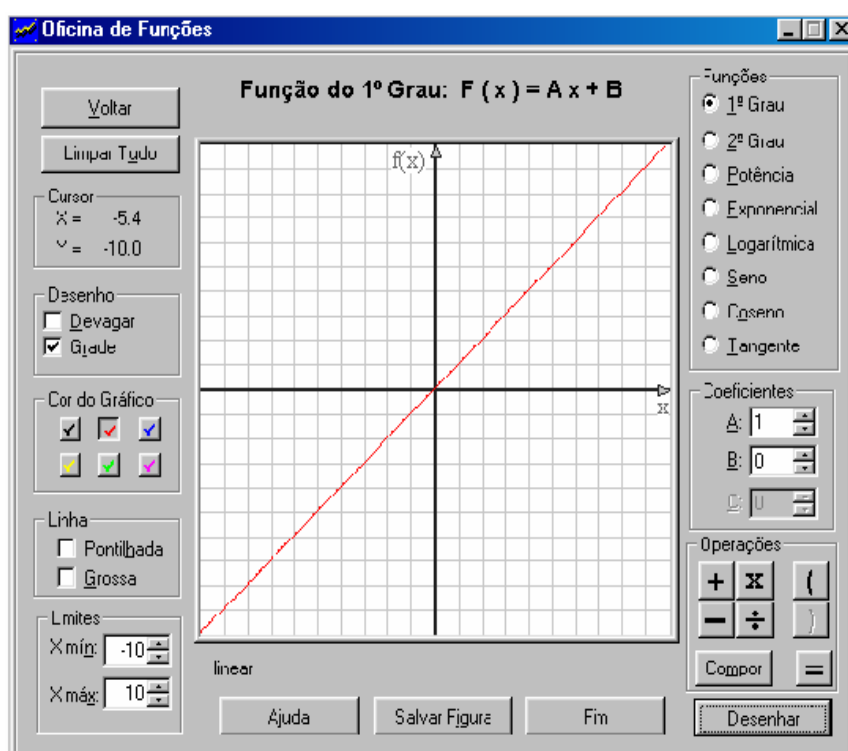 Oficina de Funções
Função do 1º Grau: F ( x ) = A x + B
Voltar
Limpar Tudo
Cursor
X = -5.4
Y = -10.0
Desenho
Devagar
Grade
Cor do Gráfico
Linha
Pontilhada
Grossa
Limites
X mín: -10
X máx: 10
f(x)
x
linear
Ajuda
Salvar Figura
Fim
Funções
1º Grau
2º Grau
Potência
Exponencial
Logarítmica
Seno
Coseno
Tangente
Coeficientes
A: 1
B: 0
C: 0
Operações
+ x (
− ÷ )
Compor =
Desenhar